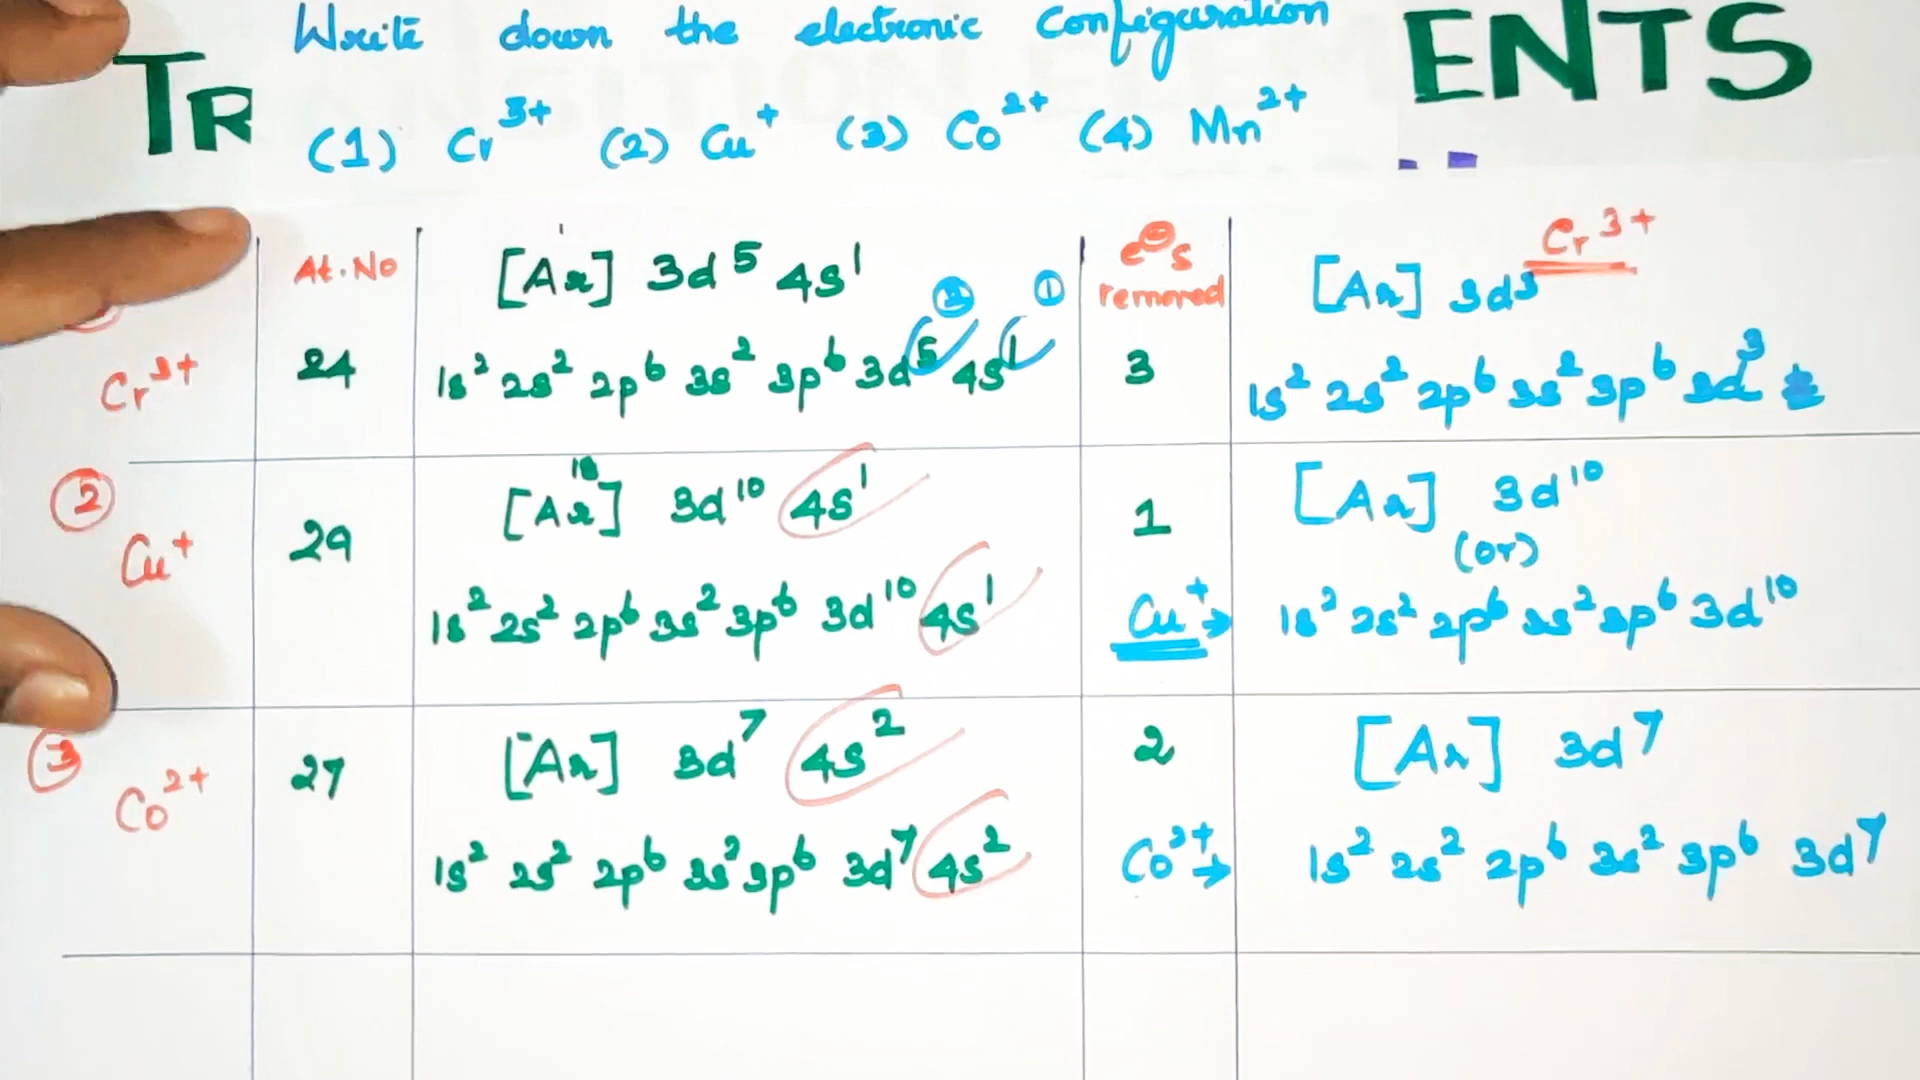 Write down the electronic configuration
TR ENTS
(1) Cr³⁺ (2) Cu⁺ (3) Co²⁺ (4) Mn²⁺
At.No [Ar] 3d⁵ 4s¹ e⊖s removed [Ar] 3d³ Cr³⁺
② ①
Cr³⁺ 24 1s² 2s² 2p⁶ 3s² 3p⁶ 3d⁵ 4s¹ 3 1s² 2s² 2p⁶ 3s² 3p⁶ 3d³
② [Ar]¹⁸ 3d¹⁰ 4s¹ 1 [Ar] 3d¹⁰
Cu⁺ 29 (or)
1s² 2s² 2p⁶ 3s² 3p⁶ 3d¹⁰ 4s¹ Cu⁺→ 1s² 2s² 2p⁶ 3s² 3p⁶ 3d¹⁰
③ [Ar] 3d⁷ 4s² 2 [Ar] 3d⁷
Co²⁺ 27
1s² 2s² 2p⁶ 3s² 3p⁶ 3d⁷ 4s² Co²⁺→ 1s² 2s² 2p⁶ 3s² 3p⁶ 3d⁷